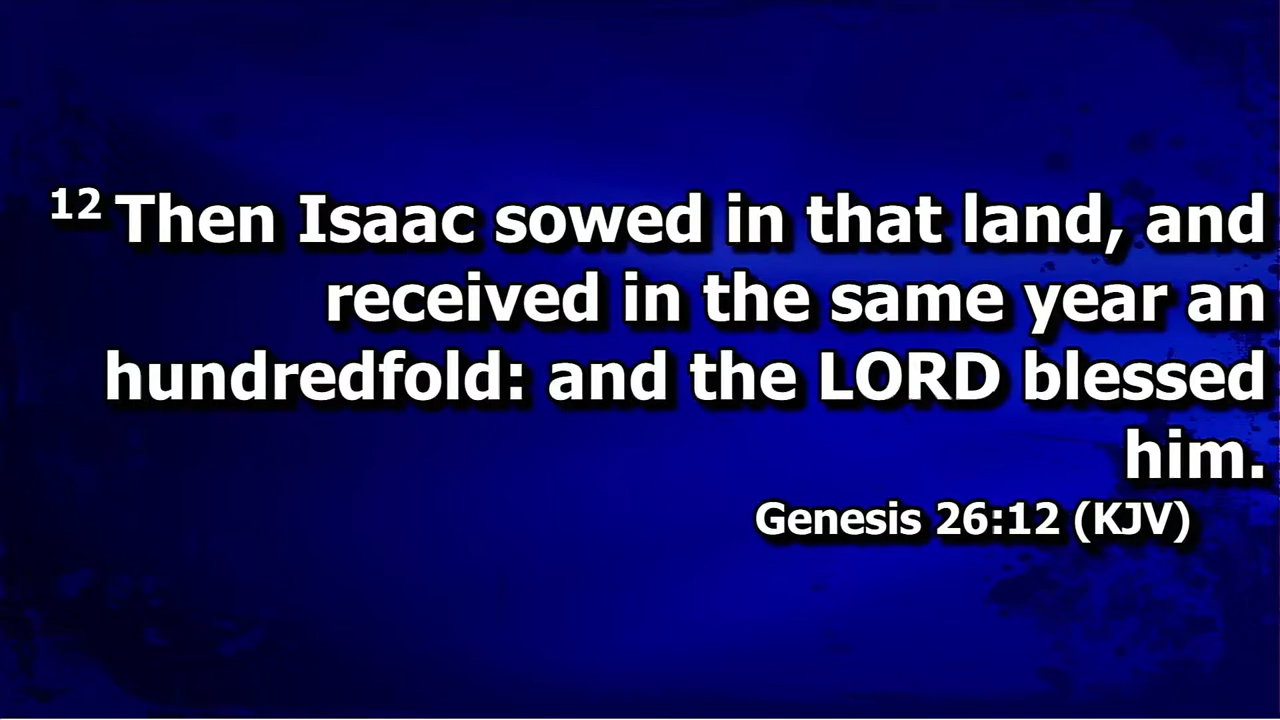 12 Then Isaac sowed in that land, and
received in the same year an
hundredfold: and the LORD blessed
him.
Genesis 26:12 (KJV)